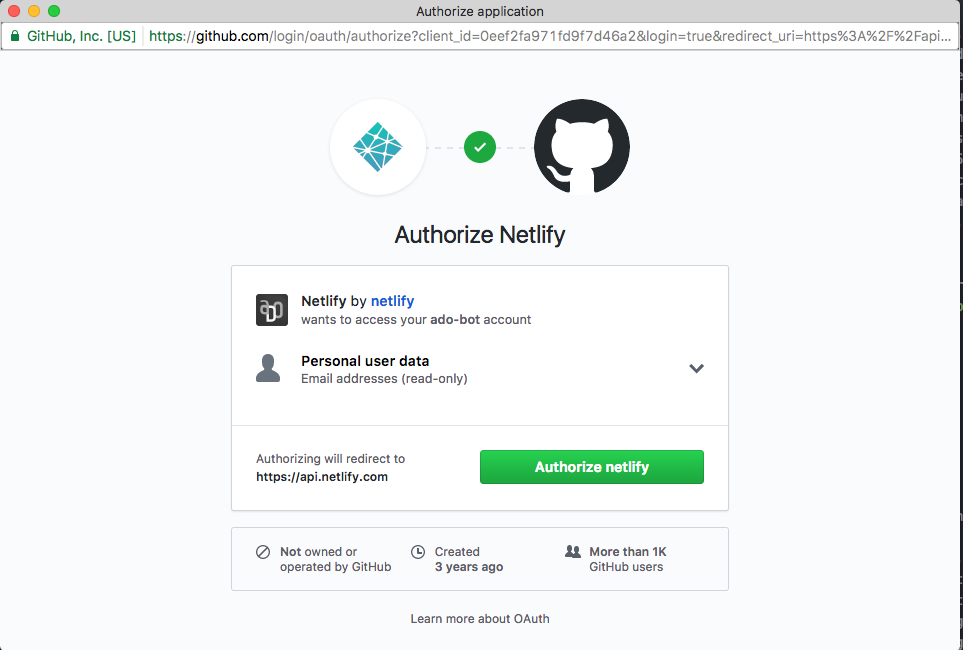 Authorize application
GitHub, Inc. [US] https://github.com/login/oauth/authorize?client_id=0eef2fa971fd9f7d46a2&login=true&redirect_uri=https%3A%2F%2Fapi...
Authorize Netlify
Netlify by netlify
wants to access your ado-bot account
Personal user data
Email addresses (read-only)
Authorizing will redirect to
https://api.netlify.com
Authorize netlify
Not owned or
operated by GitHub
Created
3 years ago
More than 1K
GitHub users
Learn more about OAuth